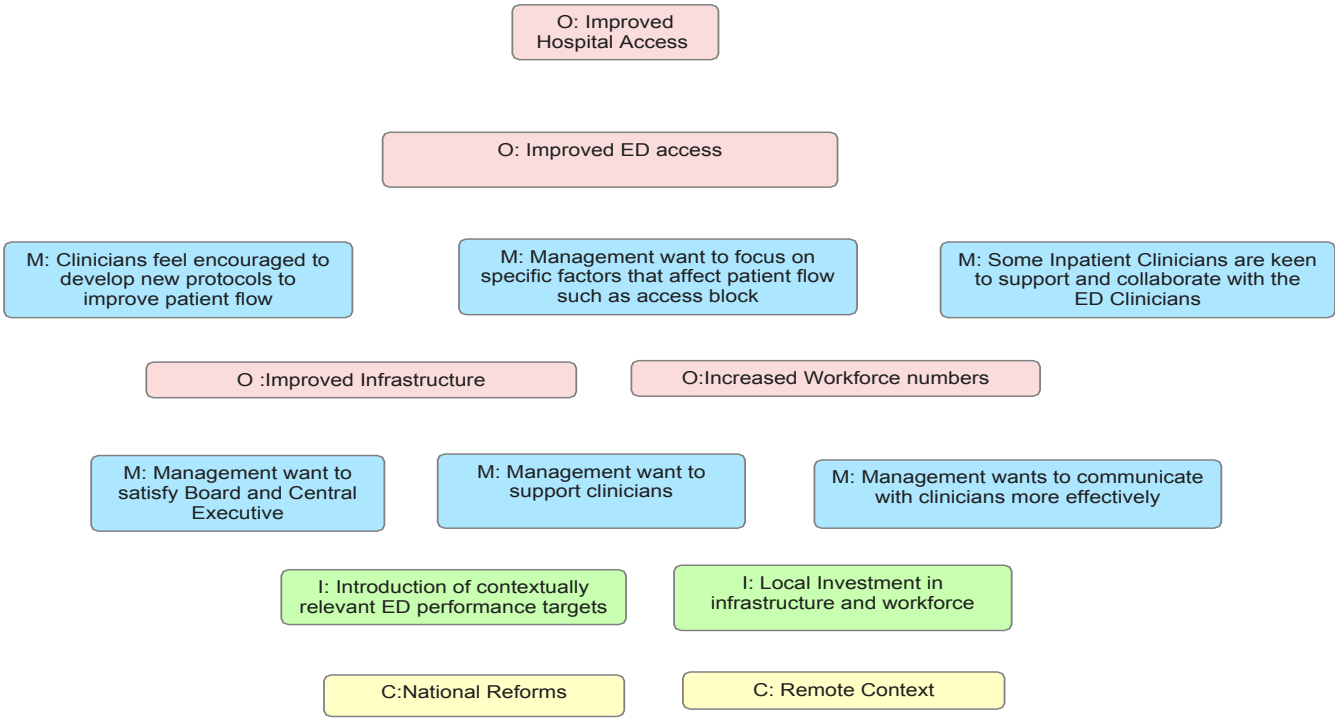 O: Improved
Hospital Access
O: Improved ED access
M: Clinicians feel encouraged to
develop new protocols to
improve patient flow
M: Management want to focus on
specific factors that affect patient flow
such as access block
M: Some Inpatient Clinicians are keen
to support and collaborate with the
ED Clinicians
O :Improved Infrastructure
O:Increased Workforce numbers
M: Management want to
satisfy Board and Central
Executive
M: Management want to
support clinicians
M: Management wants to communicate
with clinicians more effectively
I: Introduction of contextually
relevant ED performance targets
I: Local Investment in
infrastructure and workforce
C:National Reforms
C: Remote Context